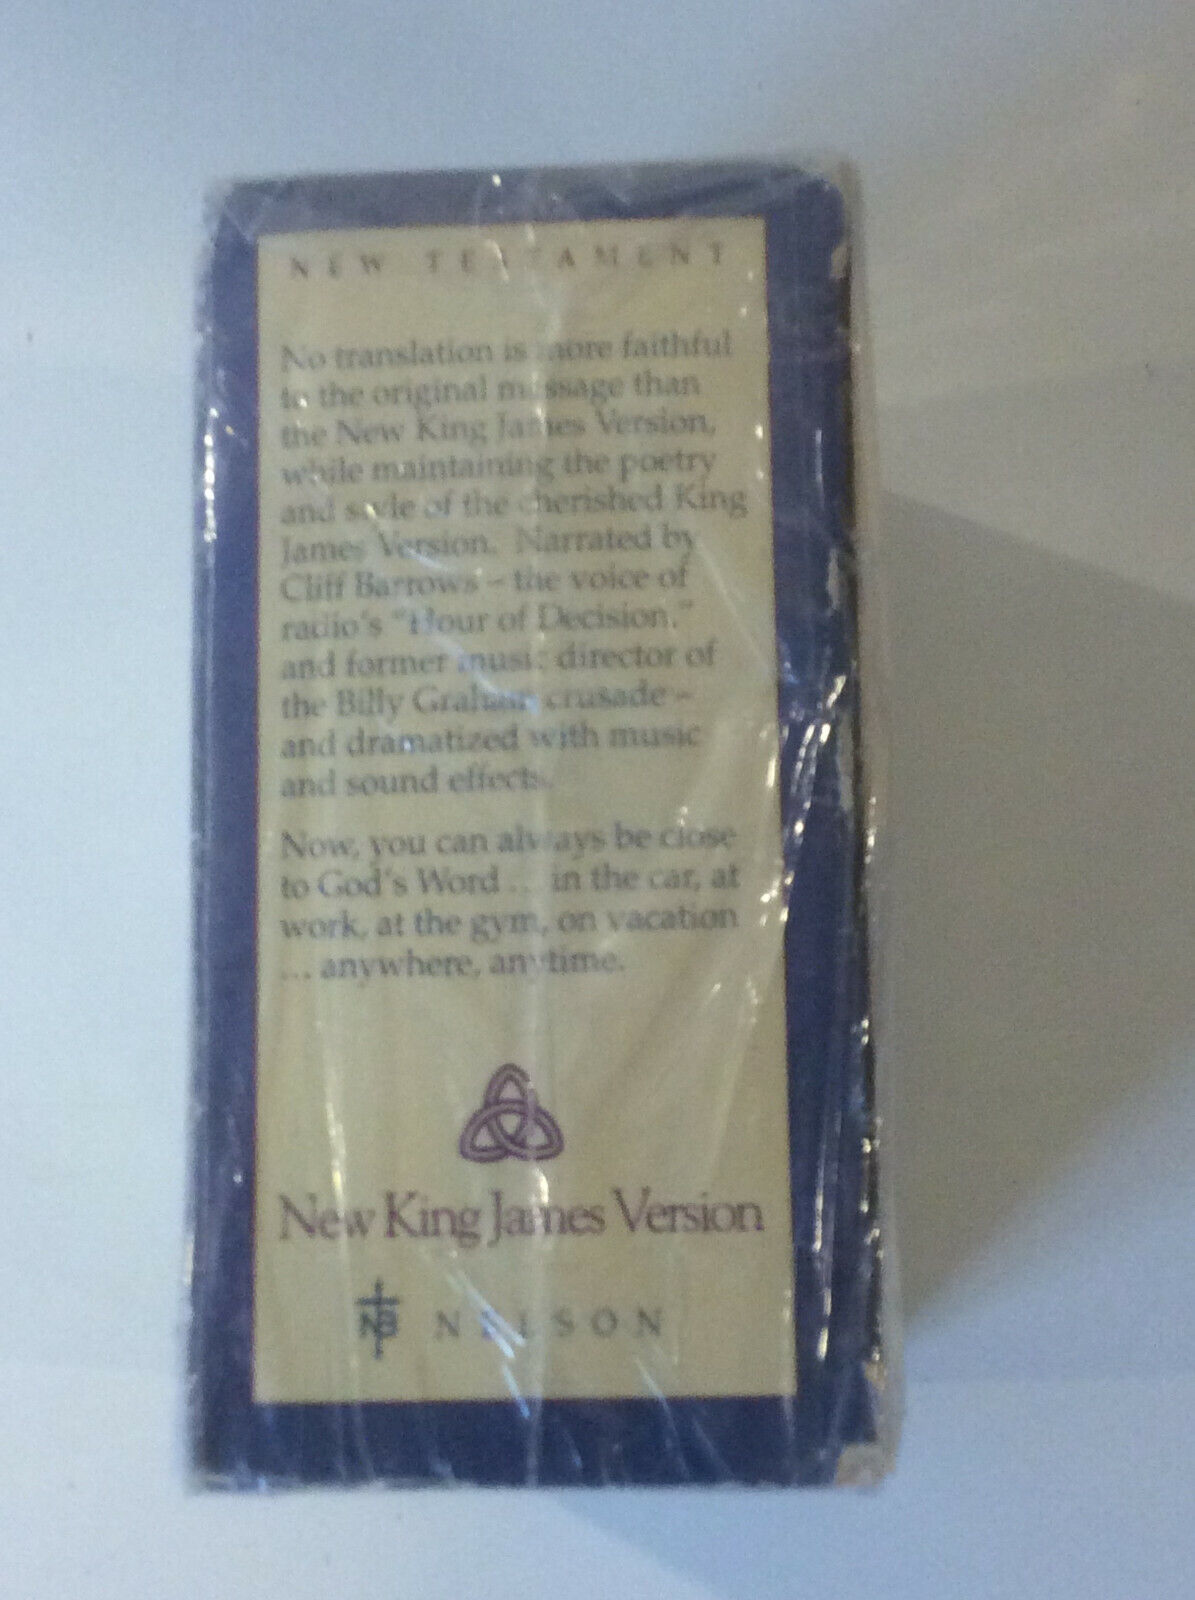 NEW TESTAMENT
No translation is more faithful
to the original message than
the New King James Version,
while maintaining the poetry
and style of the cherished King
James Version. Narrated by
Cliff Barrows – the voice of
radio's "Hour of Decision,"
and former music director of
the Billy Graham crusade –
and dramatized with music
and sound effects.
Now, you can always be close
to God's Word ... in the car, at
work, at the gym, on vacation
... anywhere, anytime.
New King James Version
NB NELSON